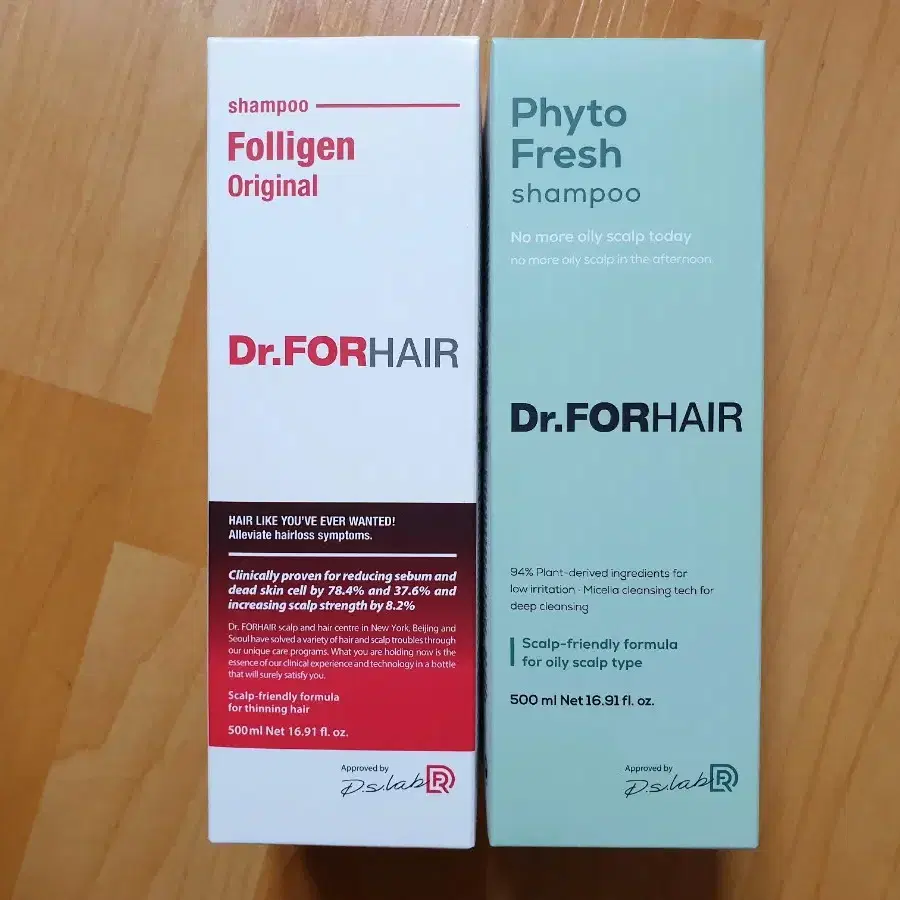 shampoo
Folligen
Original
Dr.FORHAIR
HAIR LIKE YOU'VE EVER WANTED!
Alleviate hairloss symptoms.
Clinically proven for reducing sebum and
dead skin cell by 78.4% and 37.6% and
increasing scalp strength by 8.2%
Dr. FORHAIR scalp and hair centre in New York, Beijing and
Seoul have solved a variety of hair and scalp troubles through
our unique care programs. What you are holding now is the
essence of our clinical experience and technology in a bottle
that will surely satisfy you.
Scalp-friendly formula
for thinning hair
500ml Net 16.91 fl. oz.
Approved by
D.S.lab
Phyto
Fresh
shampoo
No more oily scalp today
no more oily scalp in the afternoon.
Dr.FORHAIR
94% Plant-derived ingredients for
low irritation · Micella cleansing tech for
deep cleansing
Scalp-friendly formula
for oily scalp type
500 ml Net 16.91 fl. oz.
Approved by
D.S.lab